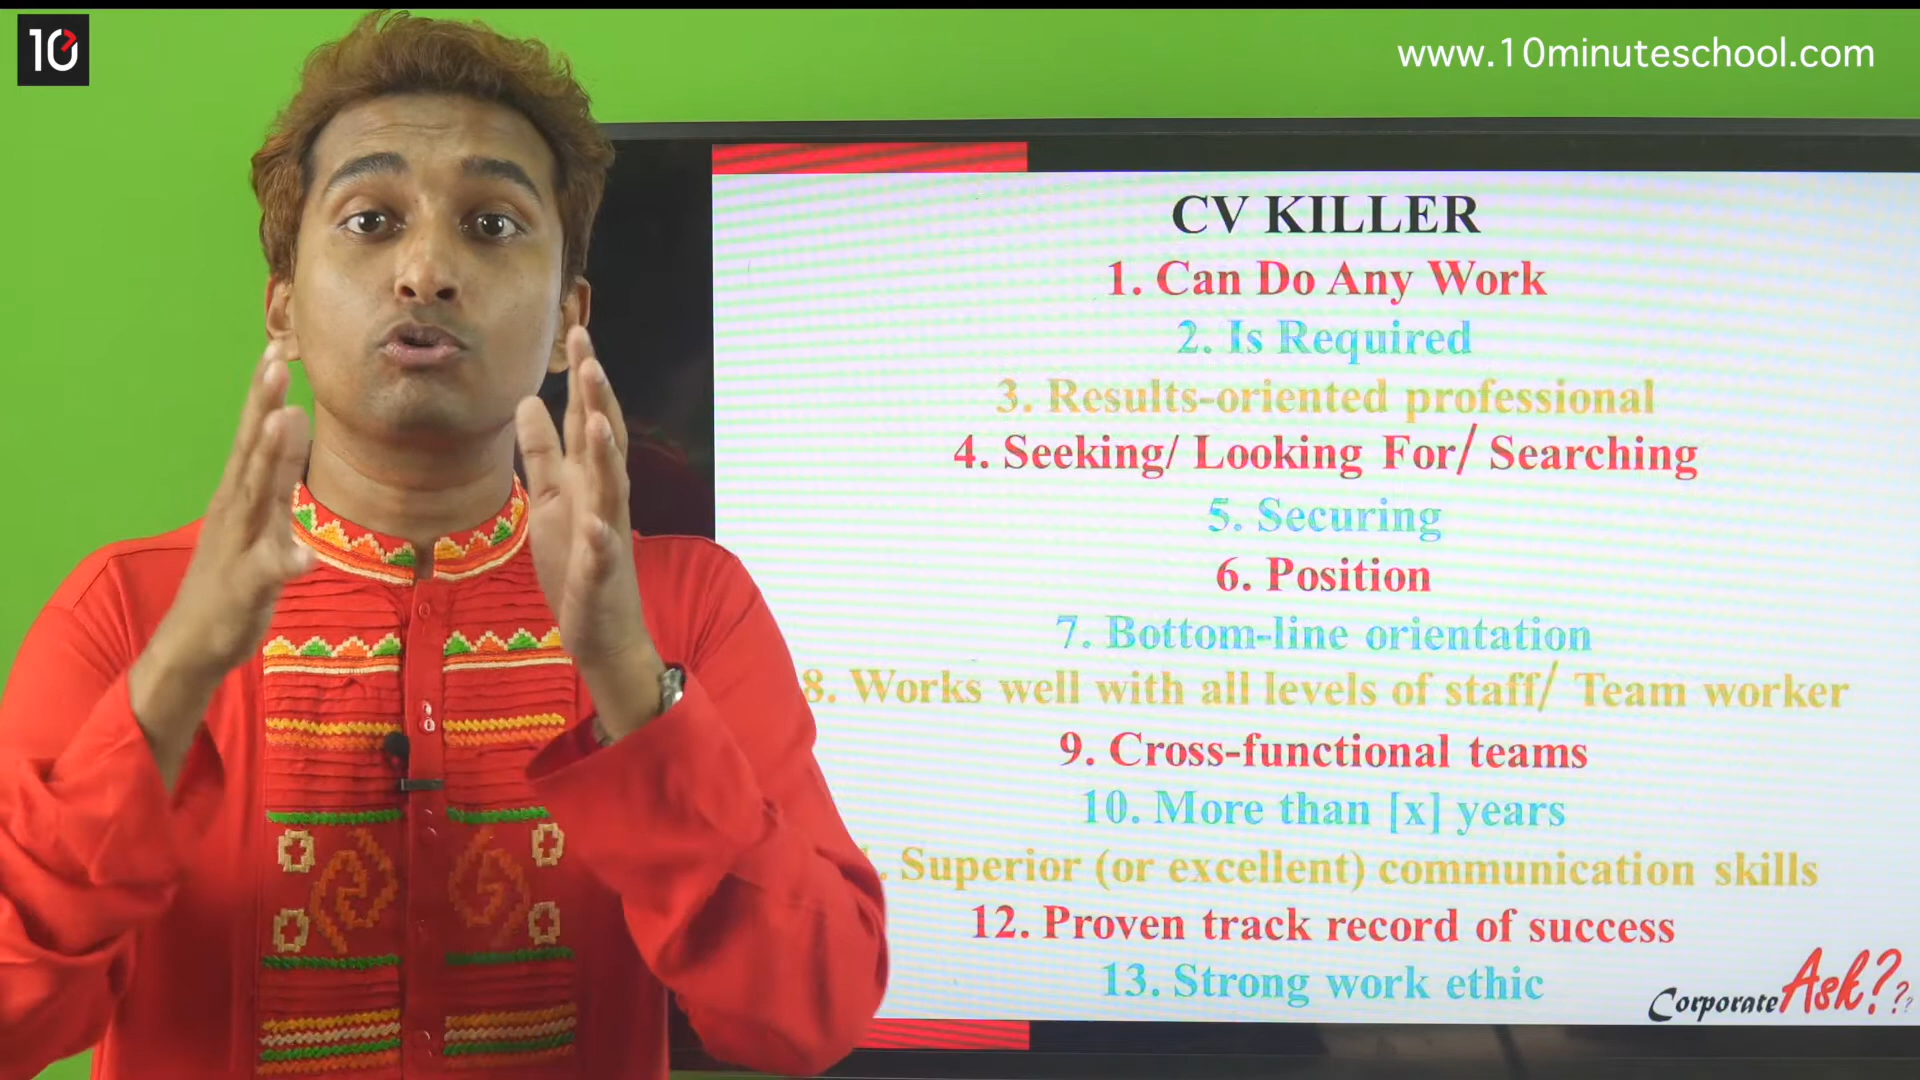 10
www.10minuteschool.com
CV KILLER
1. Can Do Any Work
2. Is Required
3. Results-oriented professional
4. Seeking/ Looking For/ Searching
5. Securing
6. Position
7. Bottom-line orientation
8. Works well with all levels of staff/ Team worker
9. Cross-functional teams
10. More than [x] years
. Superior (or excellent) communication skills
12. Proven track record of success
13. Strong work ethic
Corporate Ask???